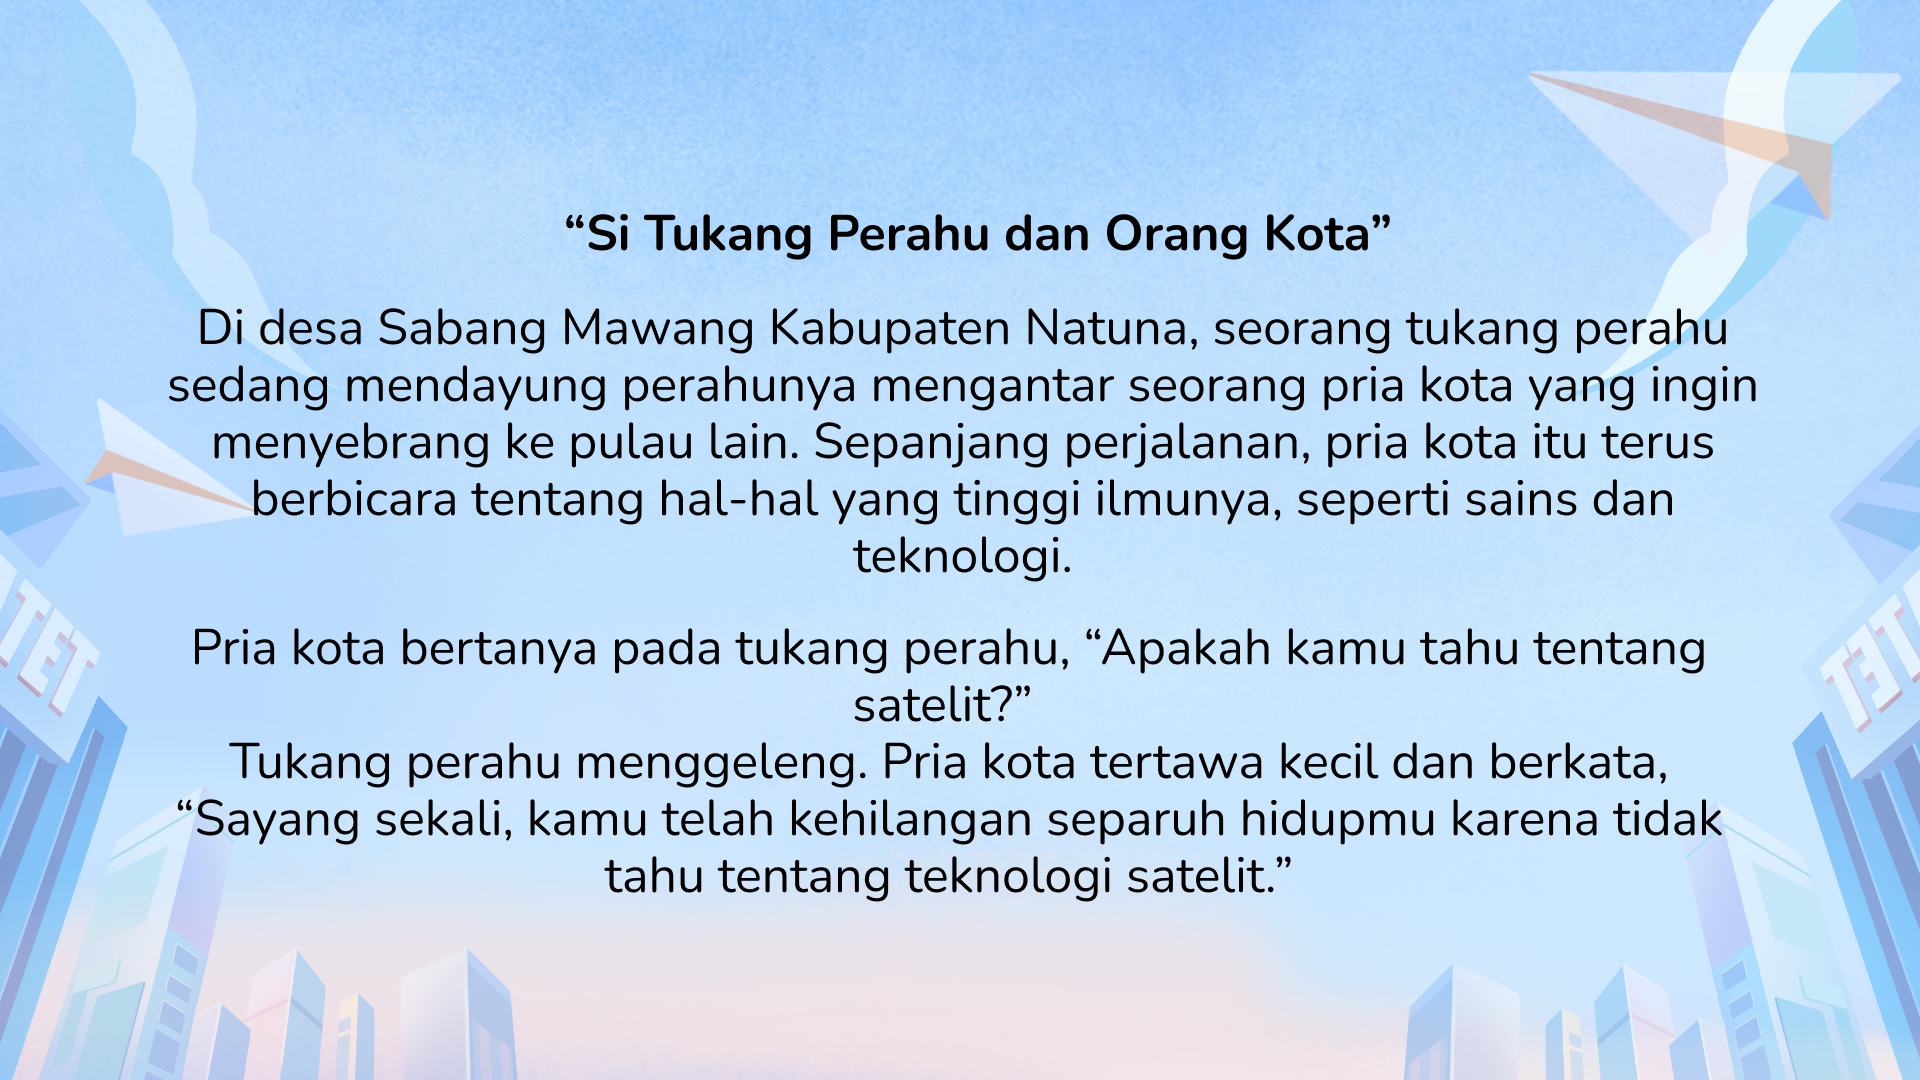 “Si Tukang Perahu dan Orang Kota”
Di desa Sabang Mawang Kabupaten Natuna, seorang tukang perahu
sedang mendayung perahunya mengantar seorang pria kota yang ingin
menyebrang ke pulau lain. Sepanjang perjalanan, pria kota itu terus
berbicara tentang hal-hal yang tinggi ilmunya, seperti sains dan
teknologi.
Pria kota bertanya pada tukang perahu, “Apakah kamu tahu tentang
satelit?”
Tukang perahu menggeleng. Pria kota tertawa kecil dan berkata,
“Sayang sekali, kamu telah kehilangan separuh hidupmu karena tidak
tahu tentang teknologi satelit.”